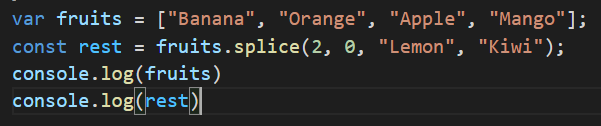 var fruits = ["Banana", "Orange", "Apple", "Mango"];
const rest = fruits.splice(2, 0, "Lemon", "Kiwi");
console.log(fruits)
console.log(rest)